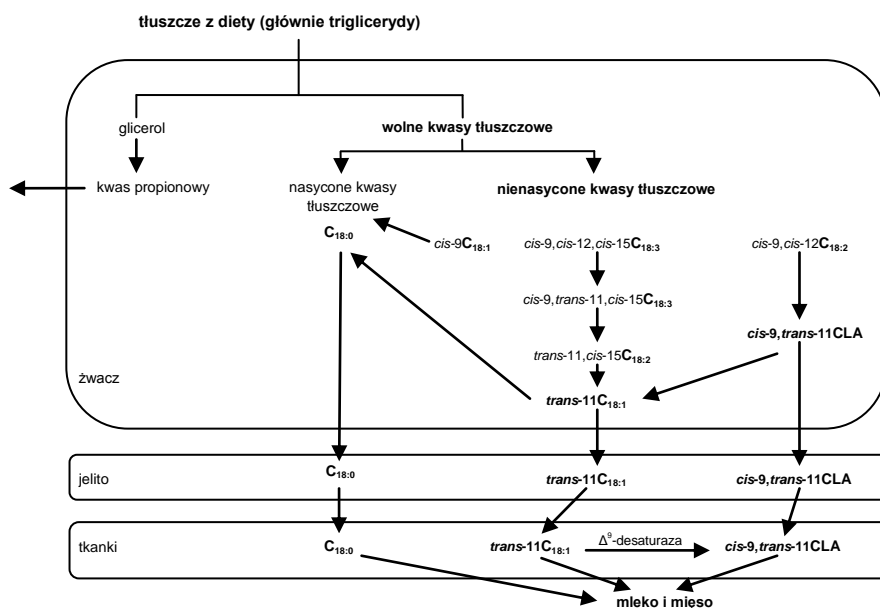 tłuszcze z diety (głównie triglicerydy)
glicerol
wolne kwasy tłuszczowe
kwas propionowy
nasycone kwasy
tłuszczowe
nienasycone kwasy tłuszczowe
C18:0
cis-9C18:1
cis-9,cis-12,cis-15C18:3
cis-9,cis-12C18:2
cis-9,trans-11,cis-15C18:3
cis-9,trans-11CLA
trans-11,cis-15C18:2
żwacz
trans-11C18:1
jelito
C18:0
trans-11C18:1
cis-9,trans-11CLA
tkanki
C18:0
trans-11C18:1
Δ9-desaturaza
cis-9,trans-11CLA
mleko i mięso